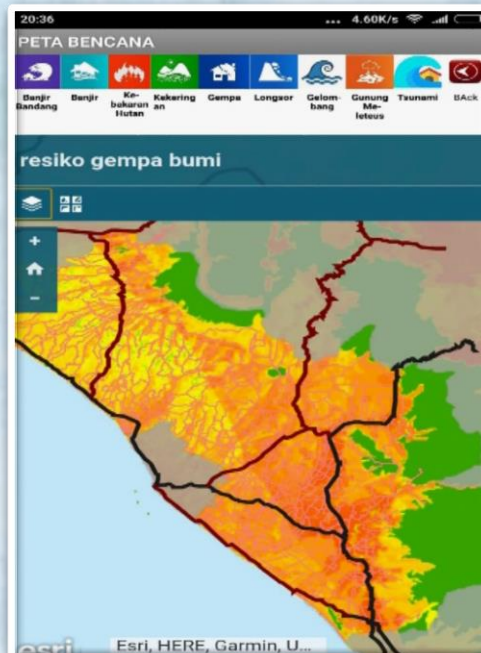 20:36 ... 4.60K/s
PETA BENCANA
Banjir Bandang
Banjir
Ke-
bakaran
Hutan
Kekering
an
Gempa
Longsor
Gelom-
bang
Gunung
Me-
leteus
Tsunami
BAck
resiko gempa bumi
esri
Esri, HERE, Garmin, U...